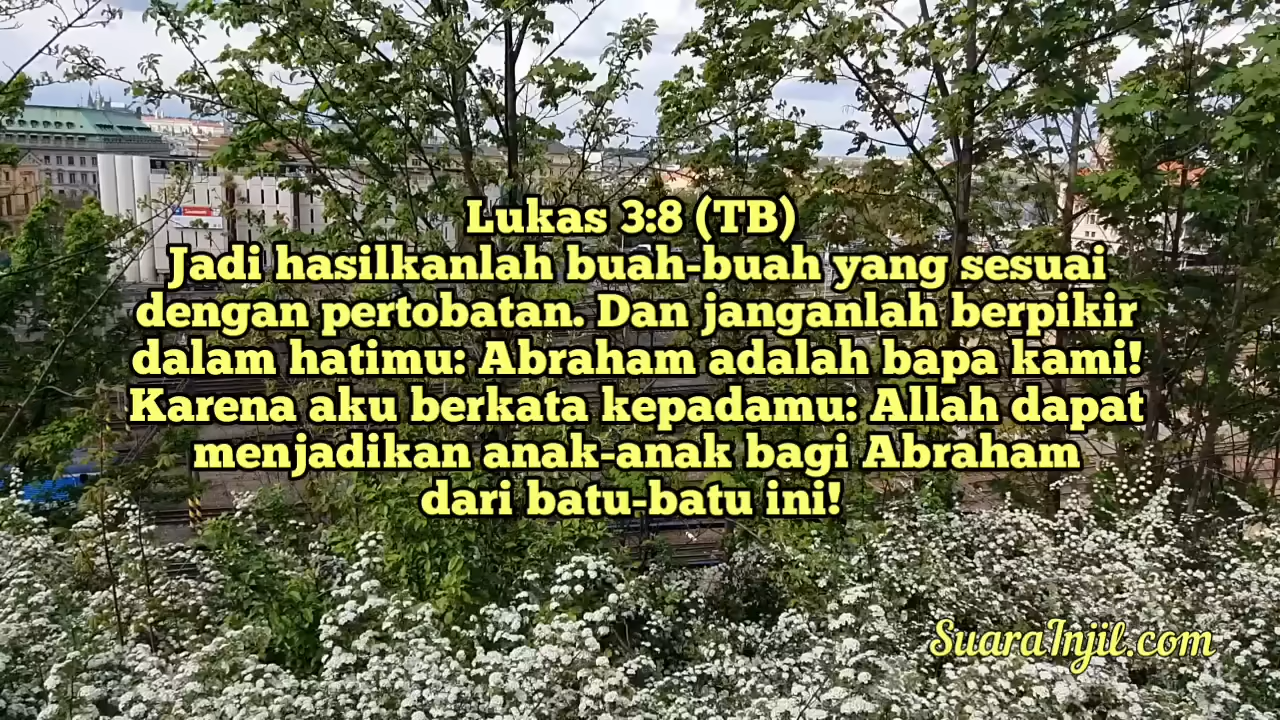 Lukas 3:8 (TB)
Jadi hasilkanlah buah-buah yang sesuai
dengan pertobatan. Dan janganlah berpikir
dalam hatimu: Abraham adalah bapa kami!
Karena aku berkata kepadamu: Allah dapat
menjadikan anak-anak bagi Abraham
dari batu-batu ini!
SuaraInjil.com